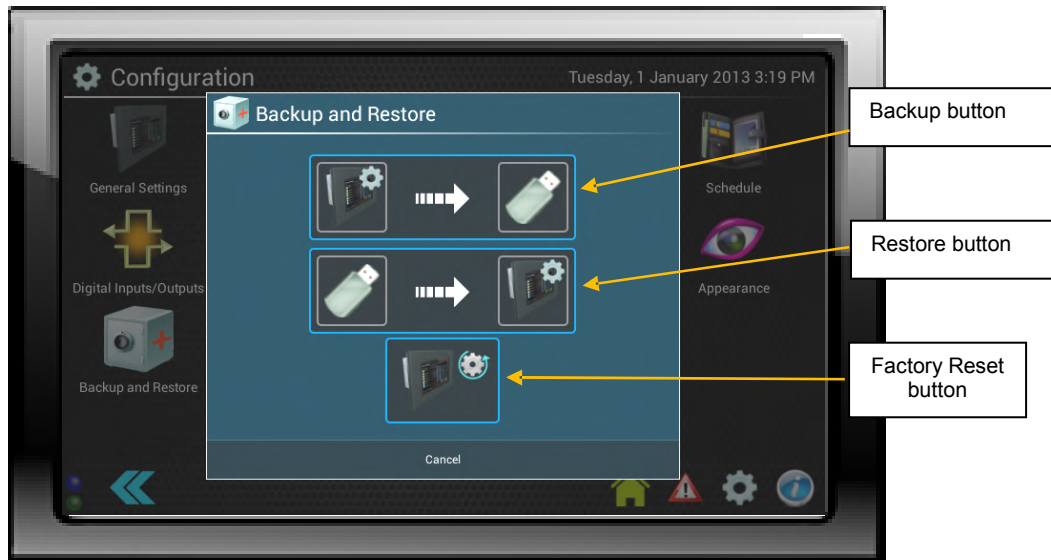 Configuration
Tuesday, 1 January 2013 3:19 PM
Backup and Restore
General Settings
Schedule
Digital Inputs/Outputs
Appearance
Backup and Restore
Cancel
Backup button
Restore button
Factory Reset
button